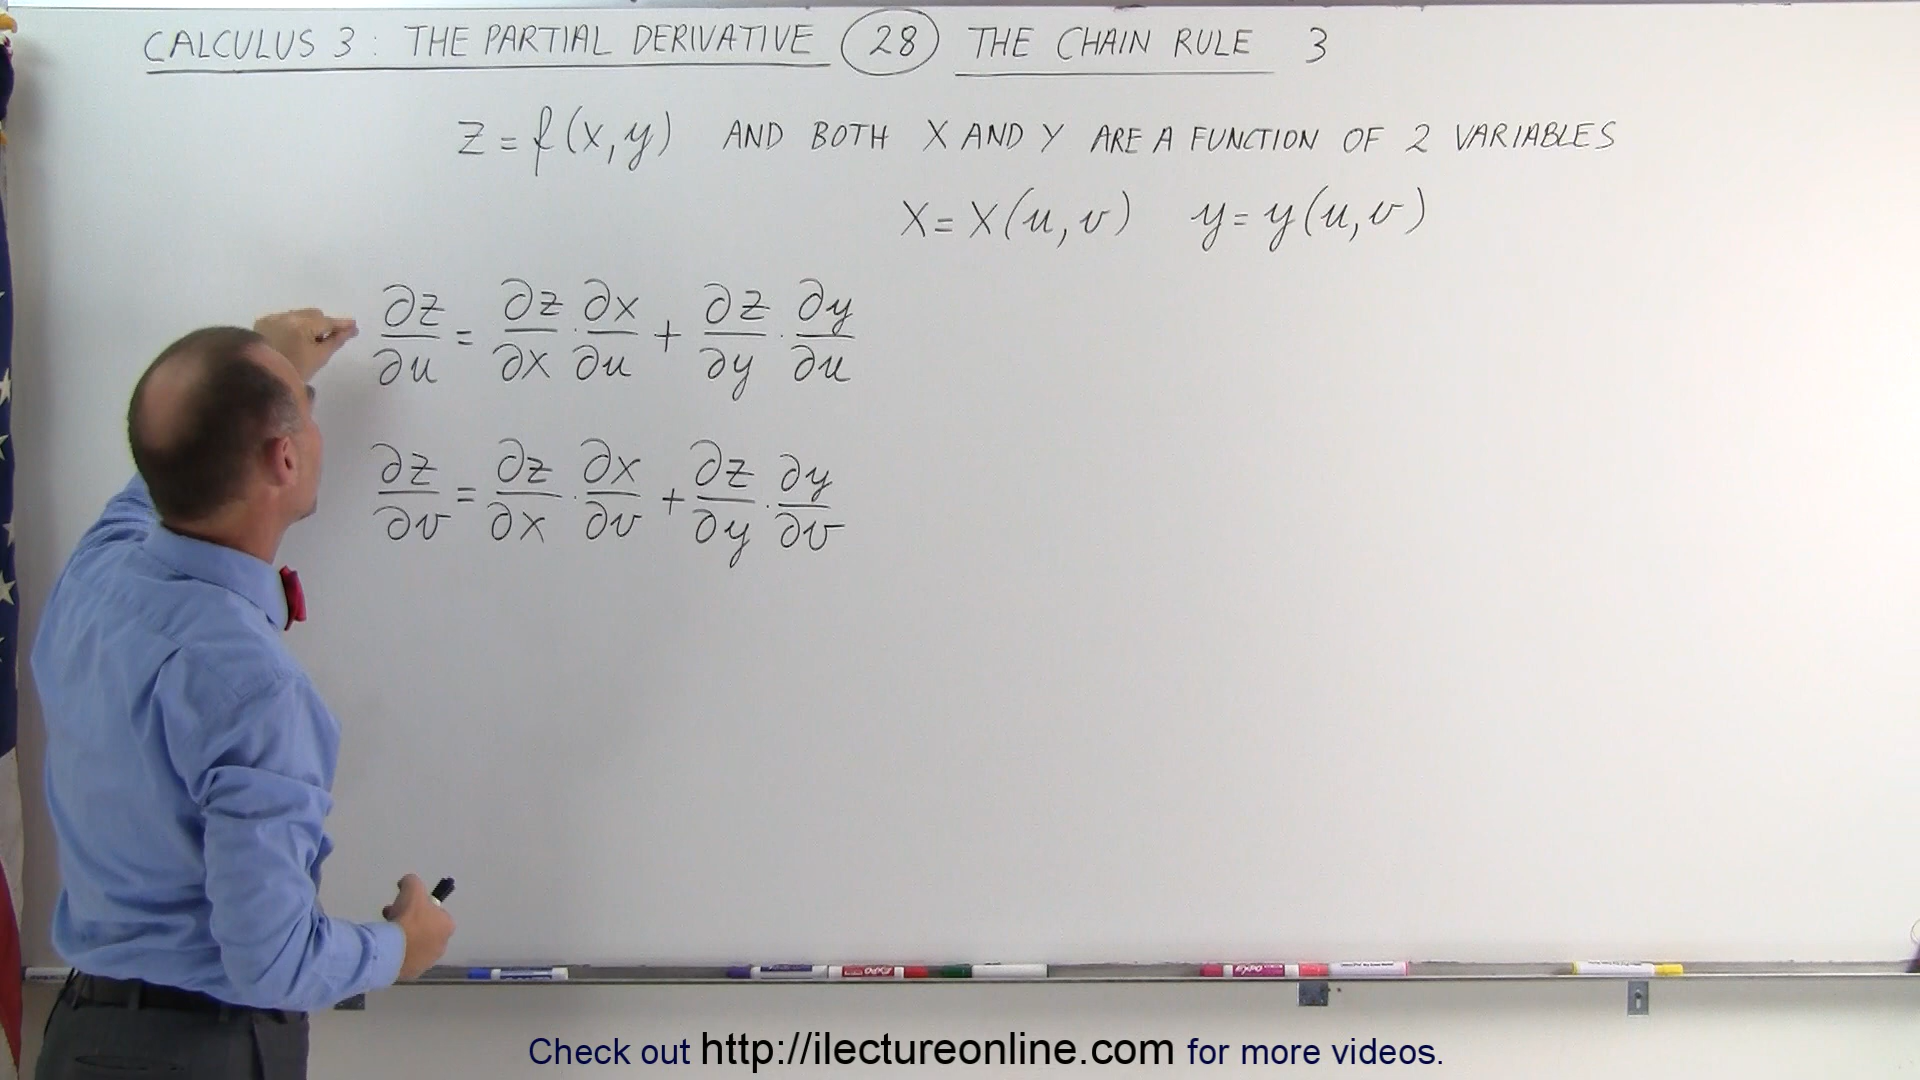 CALCULUS 3 : THE PARTIAL DERIVATIVE 28 THE CHAIN RULE 3
z = f(x,y) AND BOTH X AND Y ARE A FUNCTION OF 2 VARIABLES
X = X(u,v) y = y(u,v)
∂z/∂u = ∂z/∂x · ∂x/∂u + ∂z/∂y · ∂y/∂u
∂z/∂v = ∂z/∂x · ∂x/∂v + ∂z/∂y · ∂y/∂v
EXPO
Check out http://ilectureonline.com for more videos.